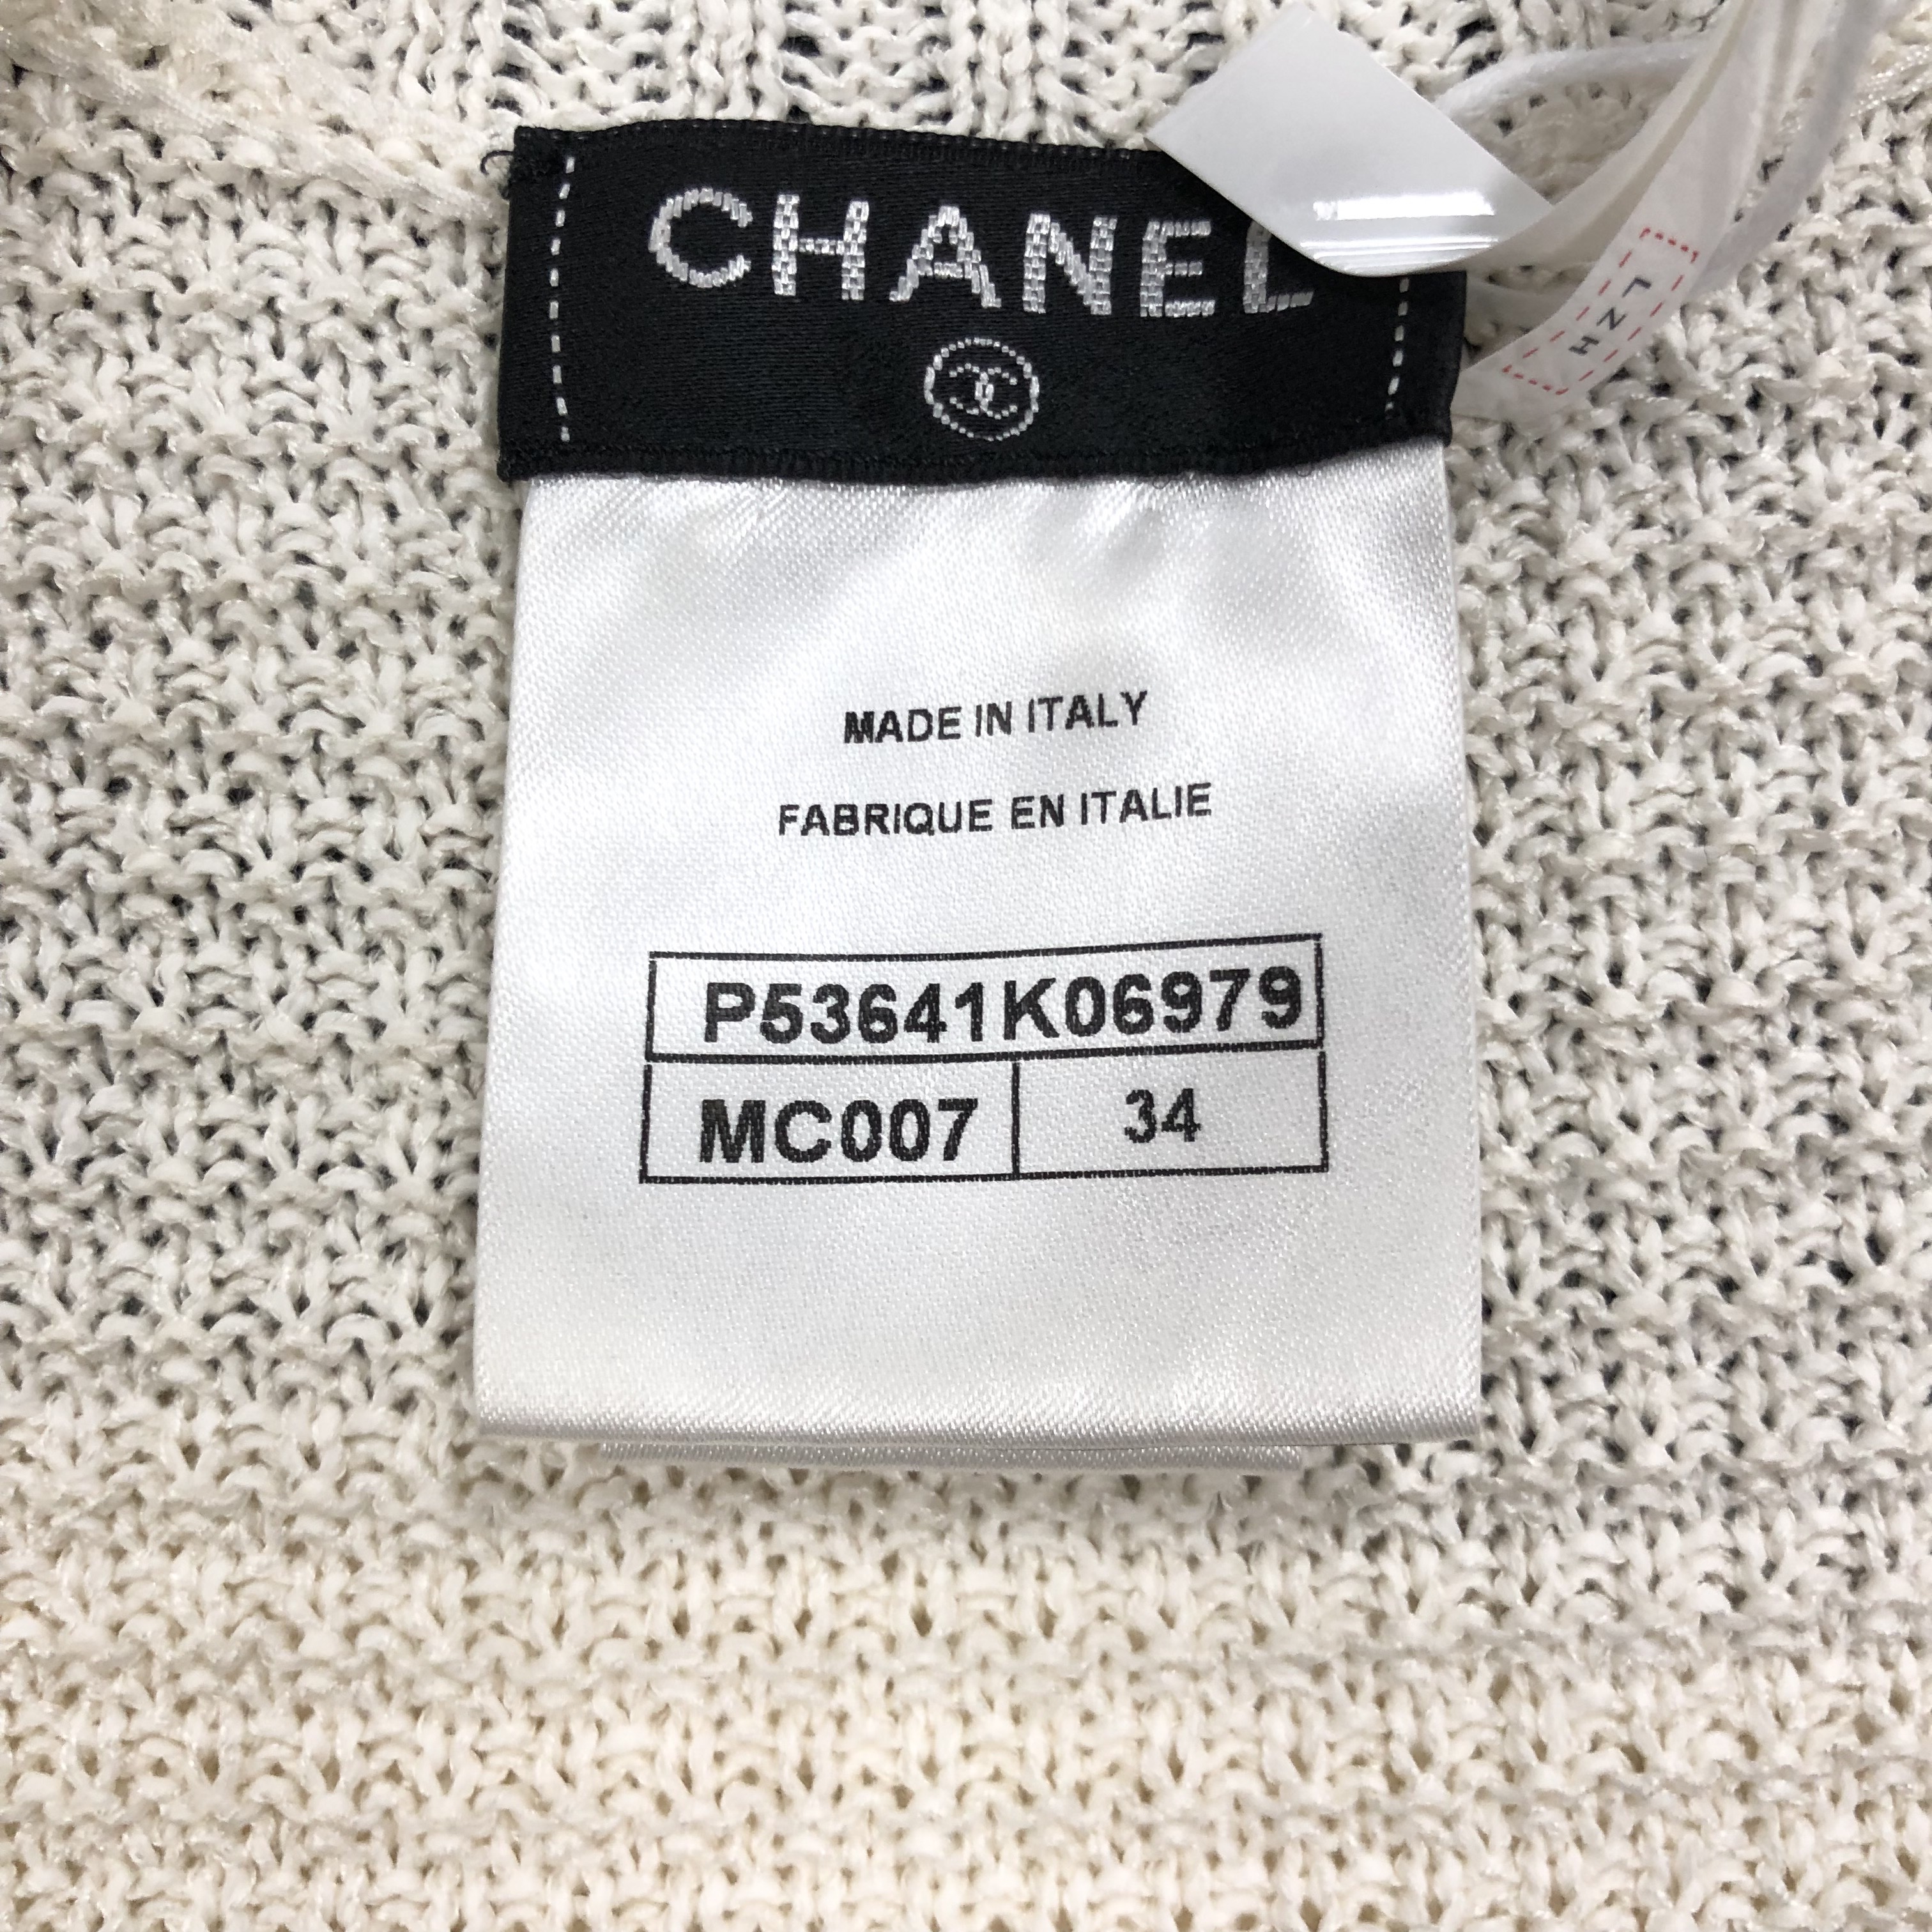 CHANEL
MADE IN ITALY
FABRIQUE EN ITALIE
P53641K06979
MC007 34